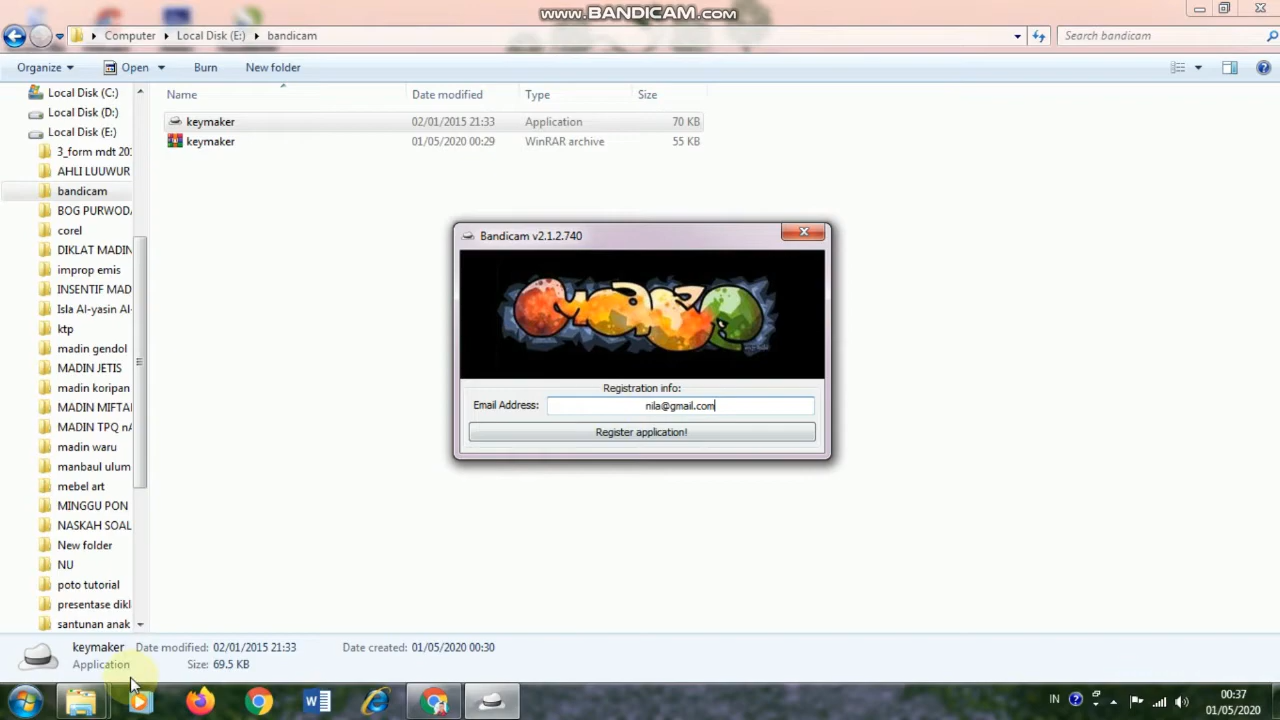 www.BANDICAM.com
Computer Local Disk (E:) bandicam
Search bandicam
Organize Open Burn New folder
Name Date modified Type Size
keymaker 02/01/2015 21:33 Application 70 KB
keymaker 01/05/2020 00:29 WinRAR archive 55 KB
Local Disk (C:)
Local Disk (D:)
Local Disk (E:)
3_form mdt 20
AHLI LUUWUR
bandicam
BOG PURWOD
corel
DIKLAT MADIN
improp emis
INSENTIF MAD
Isla Al-yasin Al-
ktp
madin gendol
MADIN JETIS
madin koripan
MADIN MIFTA
MADIN TPQ nA
madin waru
manbaul ulum
mebel art
MINGGU PON
NASKAH SOAL
New folder
NU
poto tutorial
presentase dikl
santunan anak
Bandicam v2.1.2.740
Registration info:
Email Address: nila@gmail.com
Register application!
keymaker Date modified: 02/01/2015 21:33 Date created: 01/05/2020 00:30
Application Size: 69.5 KB
IN
00:37
01/05/2020